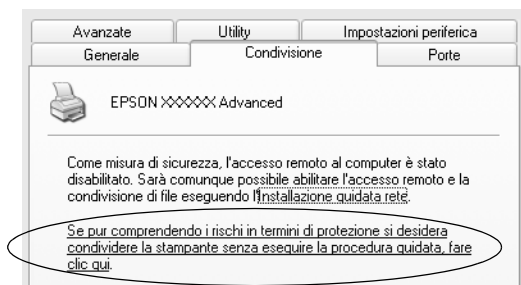 Avanzate Utility Impostazioni periferica
Generale Condivisione Porte
EPSON XXXXXX Advanced
Come misura di sicurezza, l'accesso remoto al computer è stato
disabilitato. Sarà comunque possibile abilitare l'accesso remoto e la
condivisione di file eseguendo l'Installazione guidata rete.
Se pur comprendendo i rischi in termini di protezione si desidera
condividere la stampante senza eseguire la procedura guidata, fare
clic qui.